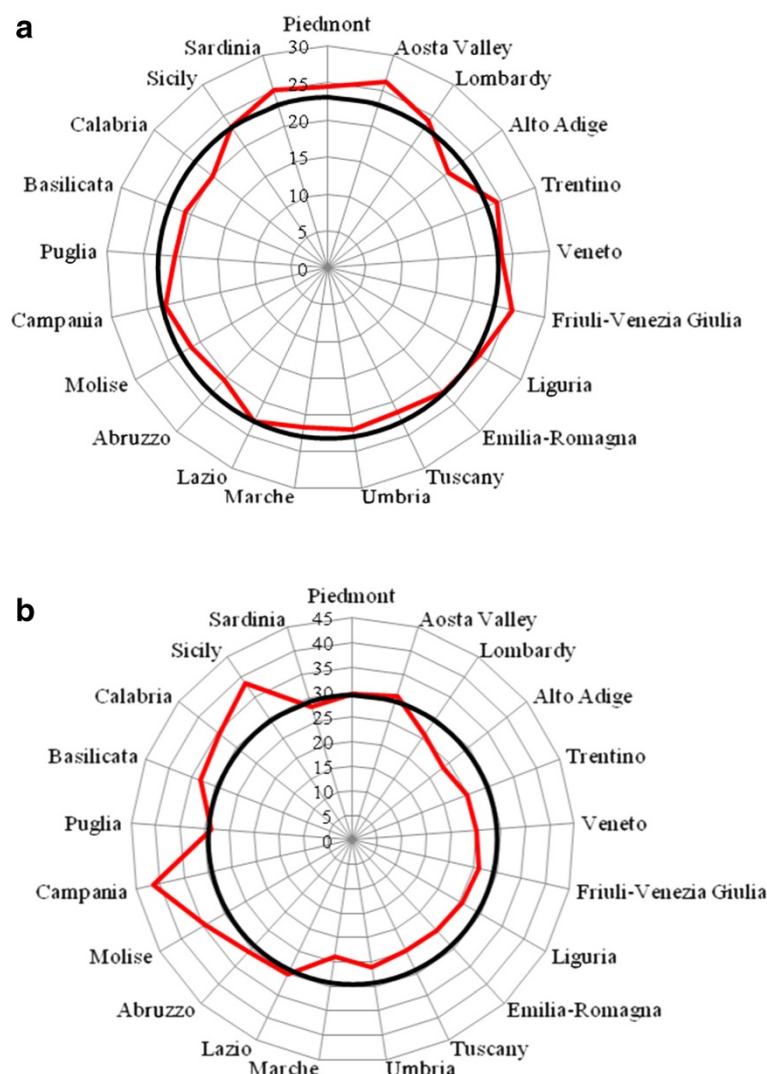 a
Piedmont
30
Sardinia
Aosta Valley
Sicily
25
Lombardy
Calabria
20
Alto Adige
15
Basilicata
10
Trentino
5
Puglia
0
Veneto
Campania
Friuli-Venezia Giulia
Molise
Liguria
Abruzzo
Emilia-Romagna
Lazio
Tuscany
Marche
Umbria
b
Piedmont
45
Sardinia
Aosta Valley
40
Sicily
35
Lombardy
30
Calabria
25
Alto Adige
20
Basilicata
15
Trentino
10
Puglia
5
Veneto
0
Campania
Friuli-Venezia Giulia
Molise
Liguria
Abruzzo
Emilia-Romagna
Lazio
Tuscany
Marche
Umbria